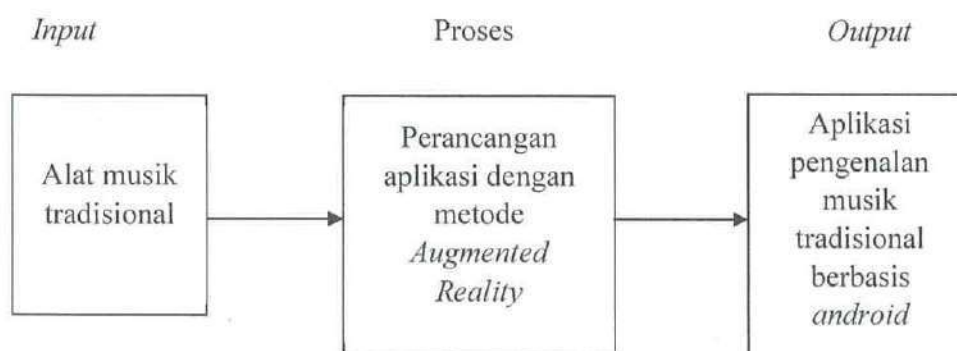 Input Proses Output
Alat musik
tradisional
Perancangan
aplikasi dengan
metode
Augmented
Reality
Aplikasi
pengenalan
musik
tradisional
berbasis
android